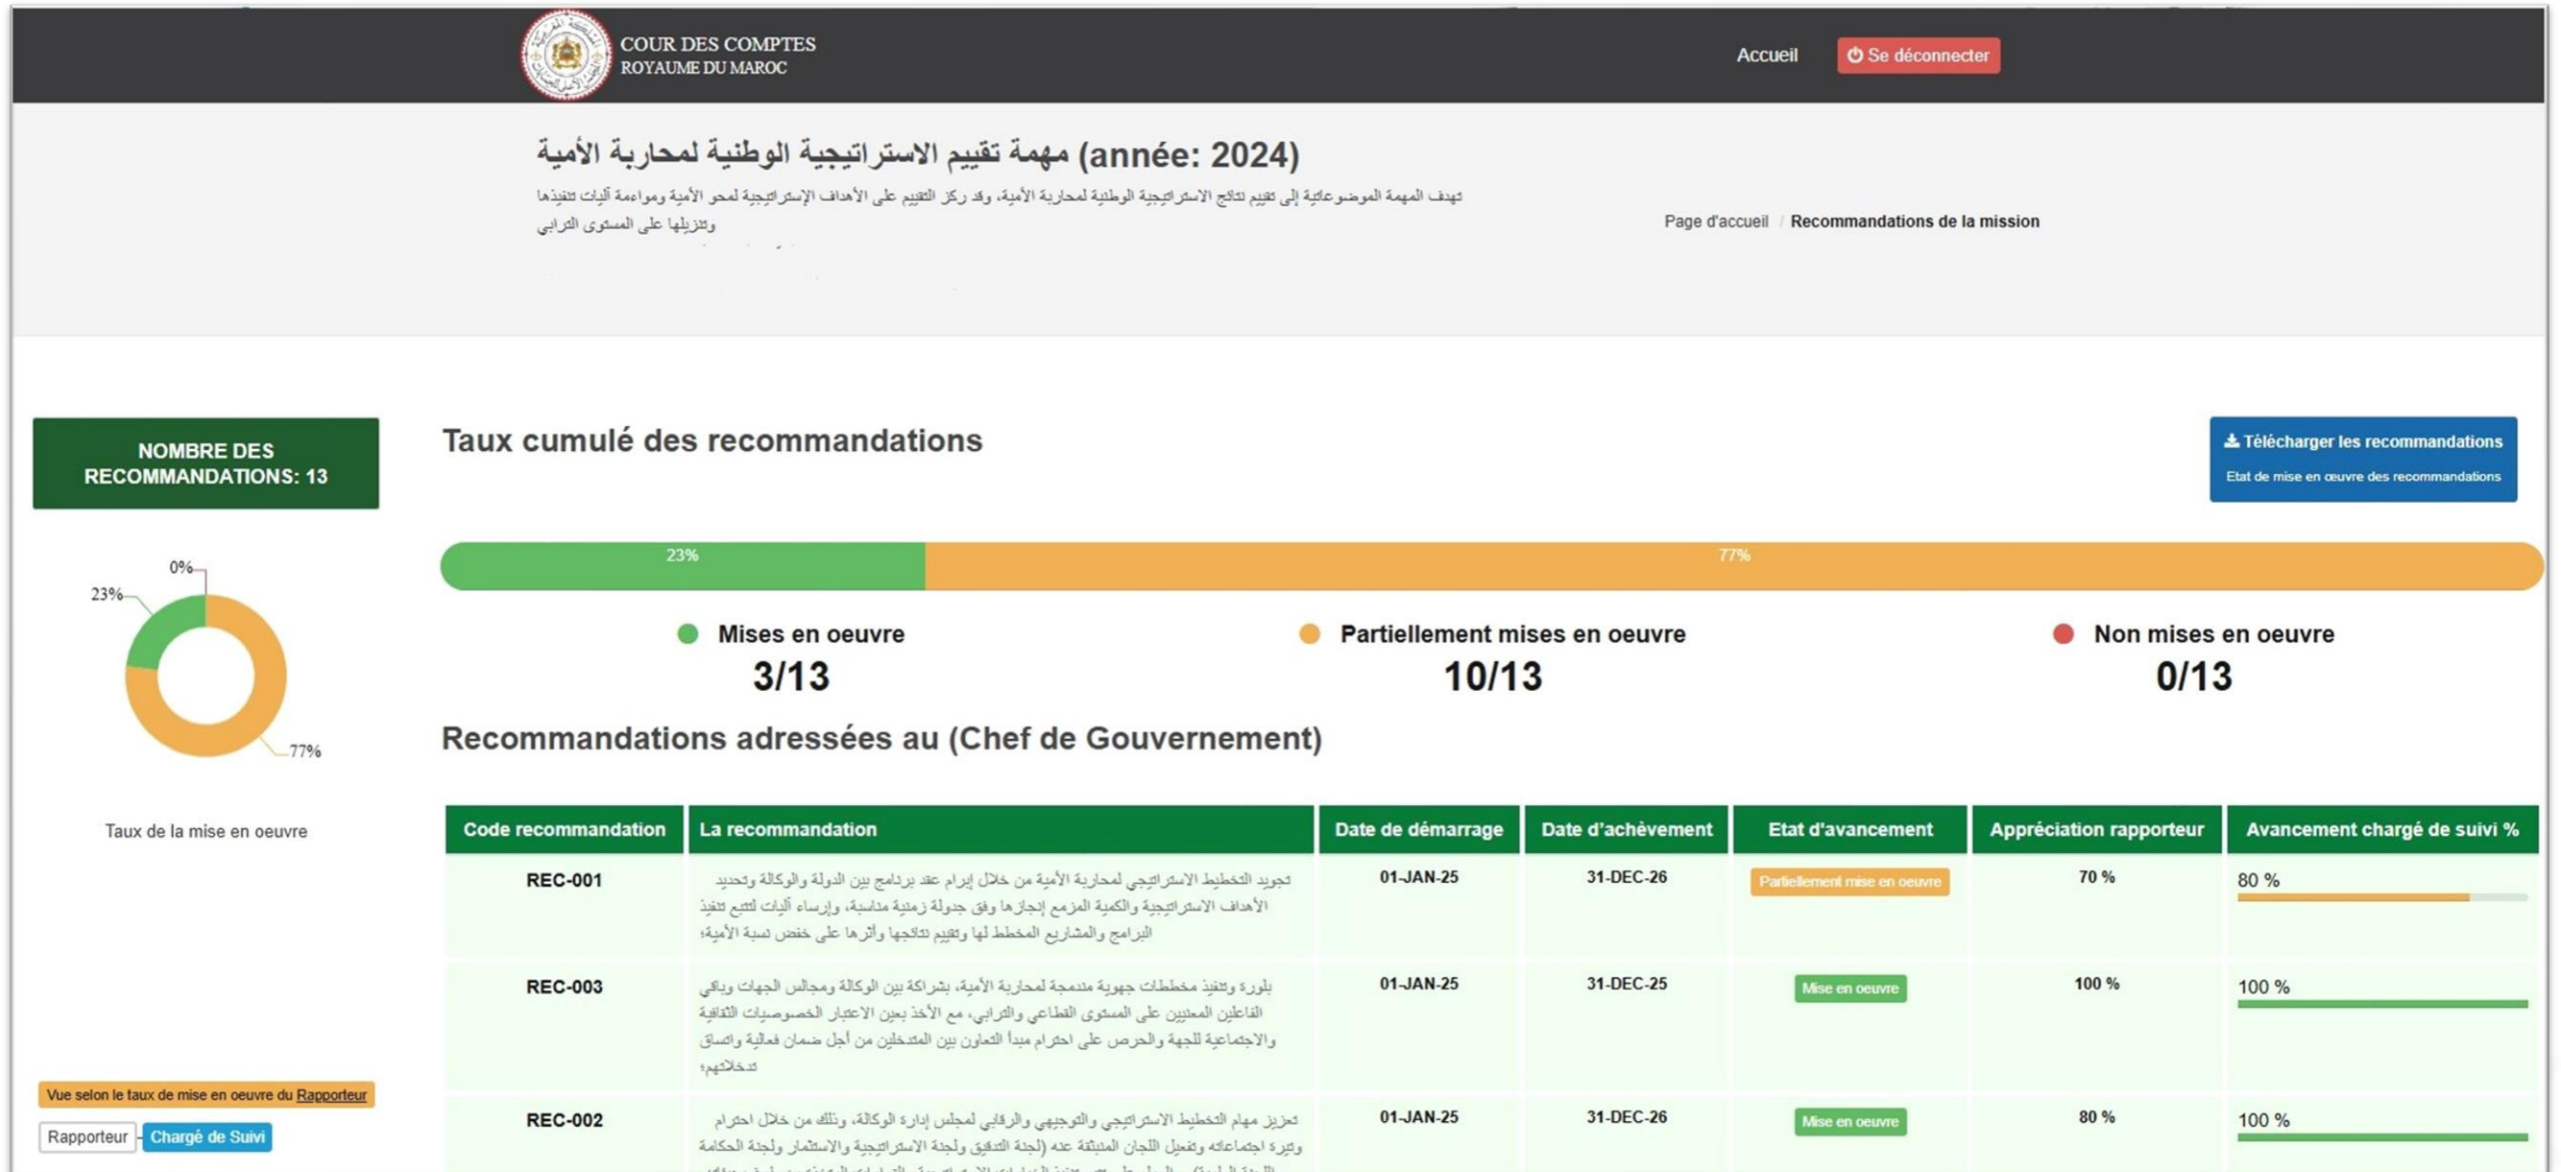 COUR DES COMPTES
ROYAUME DU MAROC
Accueil
Se déconnecter
مهمة تقييم الاستراتيجية الوطنية لمحاربة الأمية (année: 2024)
تهدف المهمة الموضوعاتية إلى تقييم نتائج الاستراتيجية الوطنية لمحاربة الأمية، وقد ركز التقييم على الأهداف الإستراتيجية لمحو الأمية ومواءمة آليات تنفيذها
وتنزيلها على المستوى الترابي
Page d'accueil / Recommandations de la mission
NOMBRE DES
RECOMMANDATIONS: 13
Taux cumulé des recommandations
Télécharger les recommandations
Etat de mise en œuvre des recommandations
0%
23%
77%
Taux de la mise en oeuvre
23%
77%
Mises en oeuvre
3/13
Partiellement mises en oeuvre
10/13
Non mises en oeuvre
0/13
Recommandations adressées au (Chef de Gouvernement)
Code recommandation La recommandation Date de démarrage Date d'achèvement Etat d'avancement Appréciation rapporteur Avancement chargé de suivi %
REC-001
تجويد التخطيط الاستراتيجي لمحاربة الأمية من خلال إبرام عقد برنامج بين الدولة والوكالة وتحديد
الأهداف الاستراتيجية والكمية المزمع إنجازها وفق جدولة زمنية مناسبة، وإرساء آليات لتتبع تنفيذ
البرامج والمشاريع المخطط لها وتقييم نتائجها وأثرها على خفض نسبة الأمية؛
01-JAN-25
31-DEC-26
Partiellement mise en oeuvre
70 %
80 %
REC-003
بلورة وتنفيذ مخططات جهوية مندمجة لمحاربة الأمية، بشراكة بين الوكالة ومجالس الجهات وباقي
الفاعلين المعنيين على المستوى القطاعي والترابي، مع الأخذ بعين الاعتبار الخصوصيات الثقافية
والاجتماعية للجهة والحرص على احترام مبدأ التعاون بين المتدخلين من أجل ضمان فعالية واتساق
تدخلاتهم؛
01-JAN-25
31-DEC-25
Mise en oeuvre
100 %
100 %
REC-002
تعزيز مهام التخطيط الاستراتيجي والتوجيهي والرقابي لمجلس إدارة الوكالة، وذلك من خلال احترام
وتيرة اجتماعاته وتفعيل اللجان المنبثقة عنه (لجنة التدقيق ولجنة الاستراتيجية والاستثمار ولجنة الحكامة
01-JAN-25
31-DEC-26
Mise en oeuvre
80 %
100 %
Vue selon le taux de mise en oeuvre du Rapporteur
Rapporteur - Chargé de Suivi